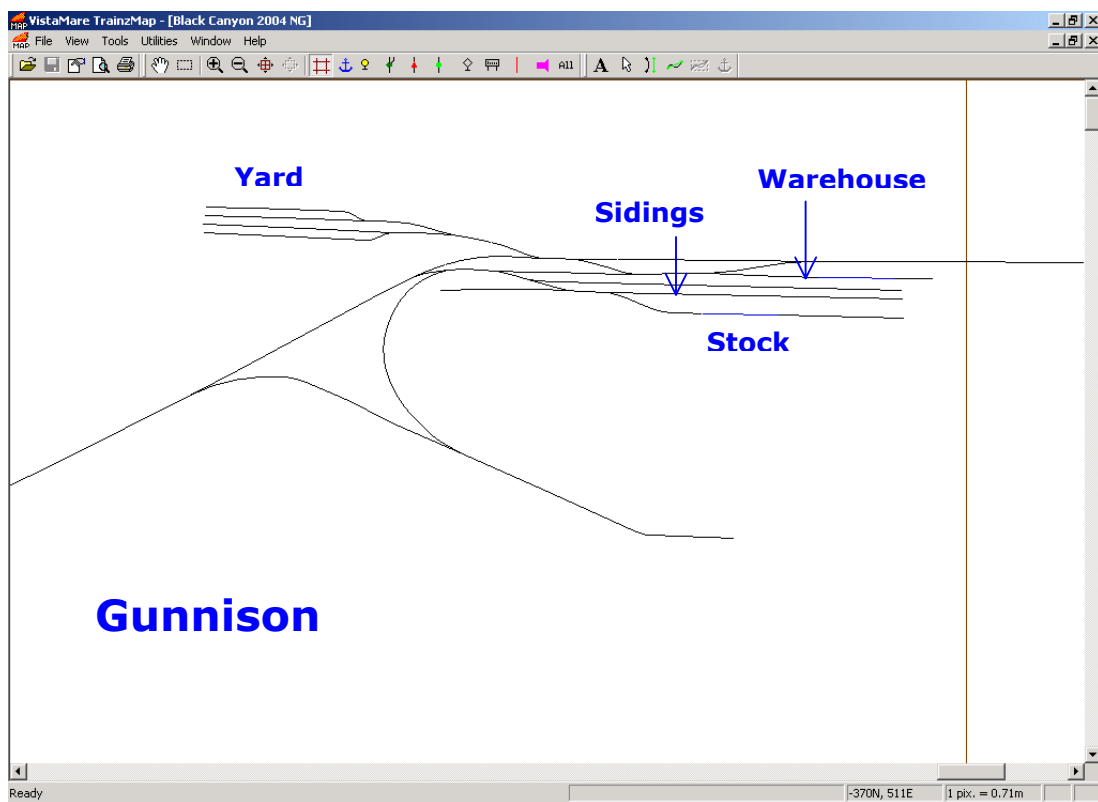 VistaMare TrainzMap - [Black Canyon 2004 NG]
MAP File View Tools Utilities Window Help
All A
Yard
Warehouse
Sidings
Stock
Gunnison
Ready -370N, 511E 1 pix. = 0.71m